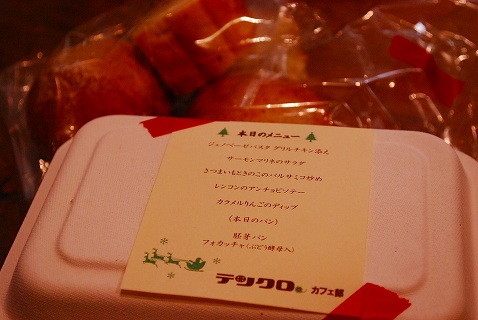 本日のメニュー
ジェノベーゼパスタ グリルチキン添え
サーモンマリネのサラダ
さつまいもときのこのバルサミコ炒め
レンコンのアンチョビソテー
カラメルりんごのディップ
(本日のパン)
胚芽パン
フォカッチャ(ぶどう酵母入)
テツクロ カフェ部